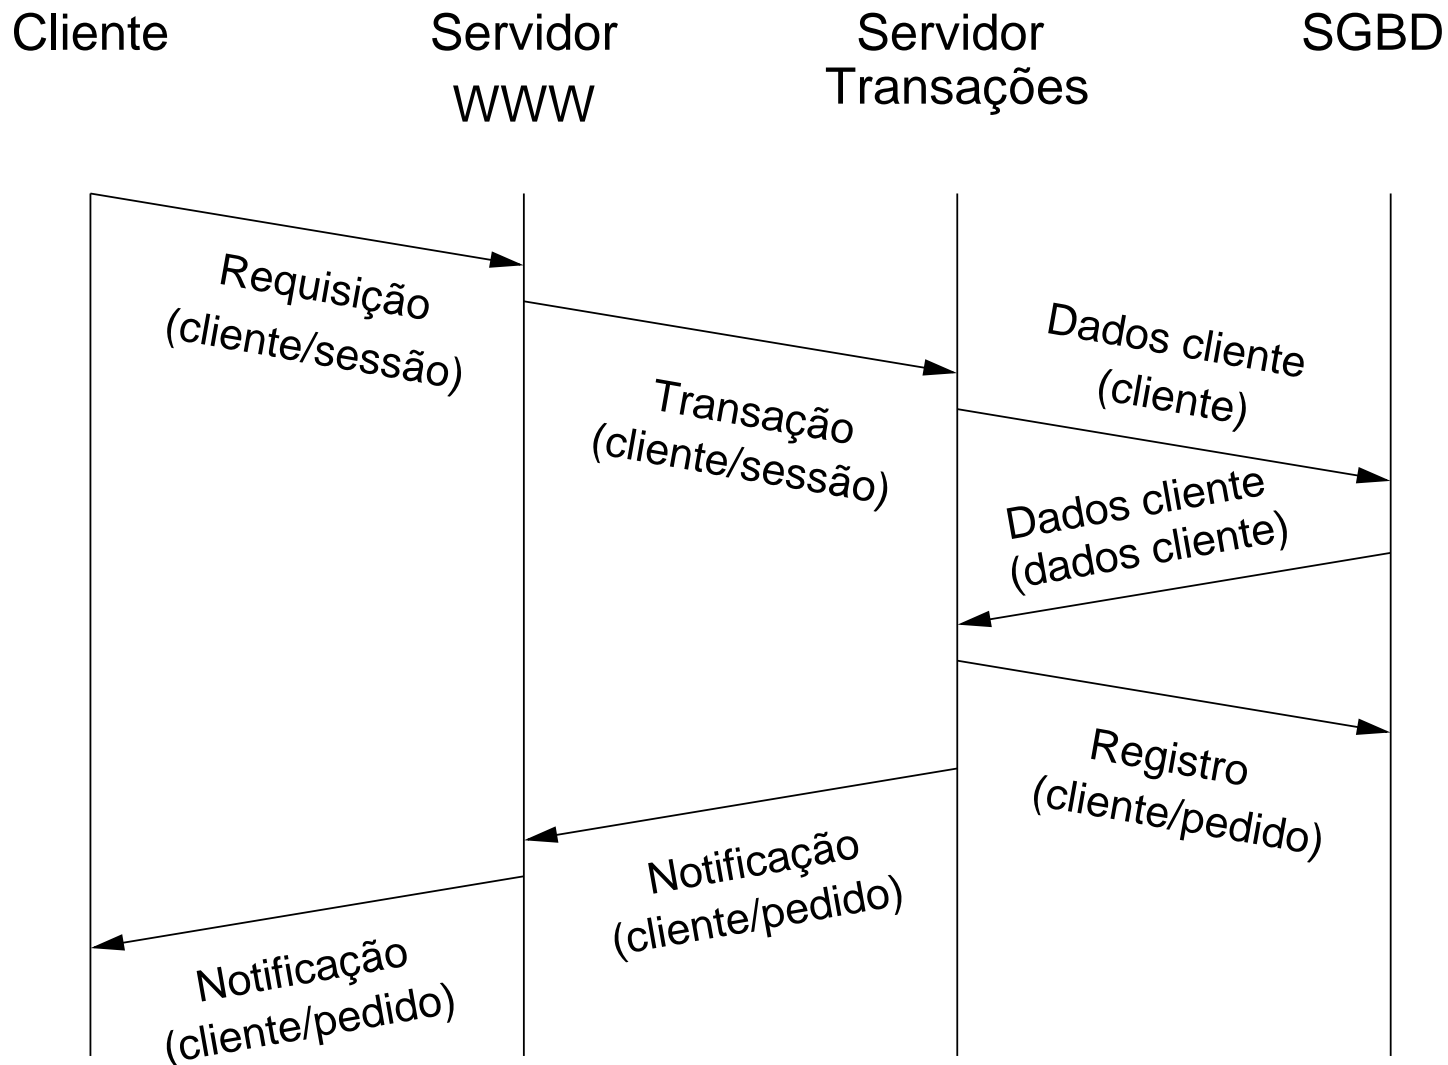 Cliente
Servidor
WWW
Servidor
Transações
SGBD
Requisição
(cliente/sessão)
Transação
(cliente/sessão)
Dados cliente
(cliente)
Dados cliente
(dados cliente)
Registro
(cliente/pedido)
Notificação
(cliente/pedido)
Notificação
(cliente/pedido)